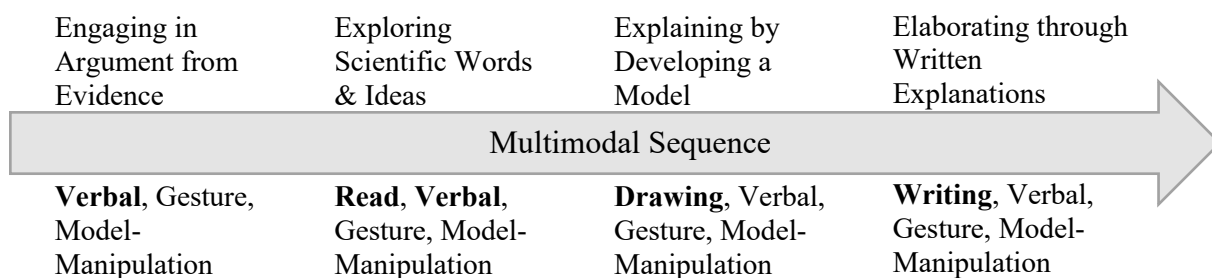 Engaging in
Argument from
Evidence
Exploring
Scientific Words
& Ideas
Explaining by
Developing a
Model
Elaborating through
Written
Explanations
Multimodal Sequence
Verbal, Gesture,
Model-
Manipulation
Read, Verbal,
Gesture, Model-
Manipulation
Drawing, Verbal,
Gesture, Model-
Manipulation
Writing, Verbal,
Gesture, Model-
Manipulation